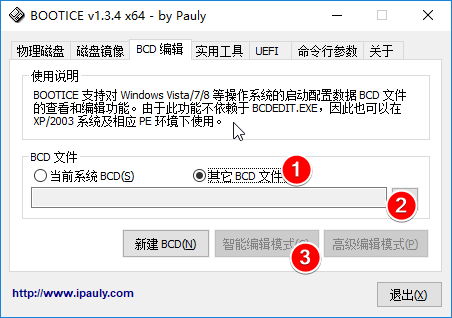 BOOTICE v1.3.4 x64 - by Pauly
物理磁盘 磁盘镜像 BCD 编辑 实用工具 UEFI 命令行参数 关于
使用说明
BOOTICE 支持对 Windows Vista/7/8 等操作系统的启动配置数据 BCD 文件
的查看和编辑功能。由于此功能不依赖于 BCDEDIT.EXE，因此也可以在
XP/2003 系统及相应 PE 环境下使用。
BCD 文件
当前系统 BCD(S) 其它 BCD 文件 1
2
新建 BCD(N) 智能编辑模式 高级编辑模式(P)
3
http://www.ipauly.com 退出(X)